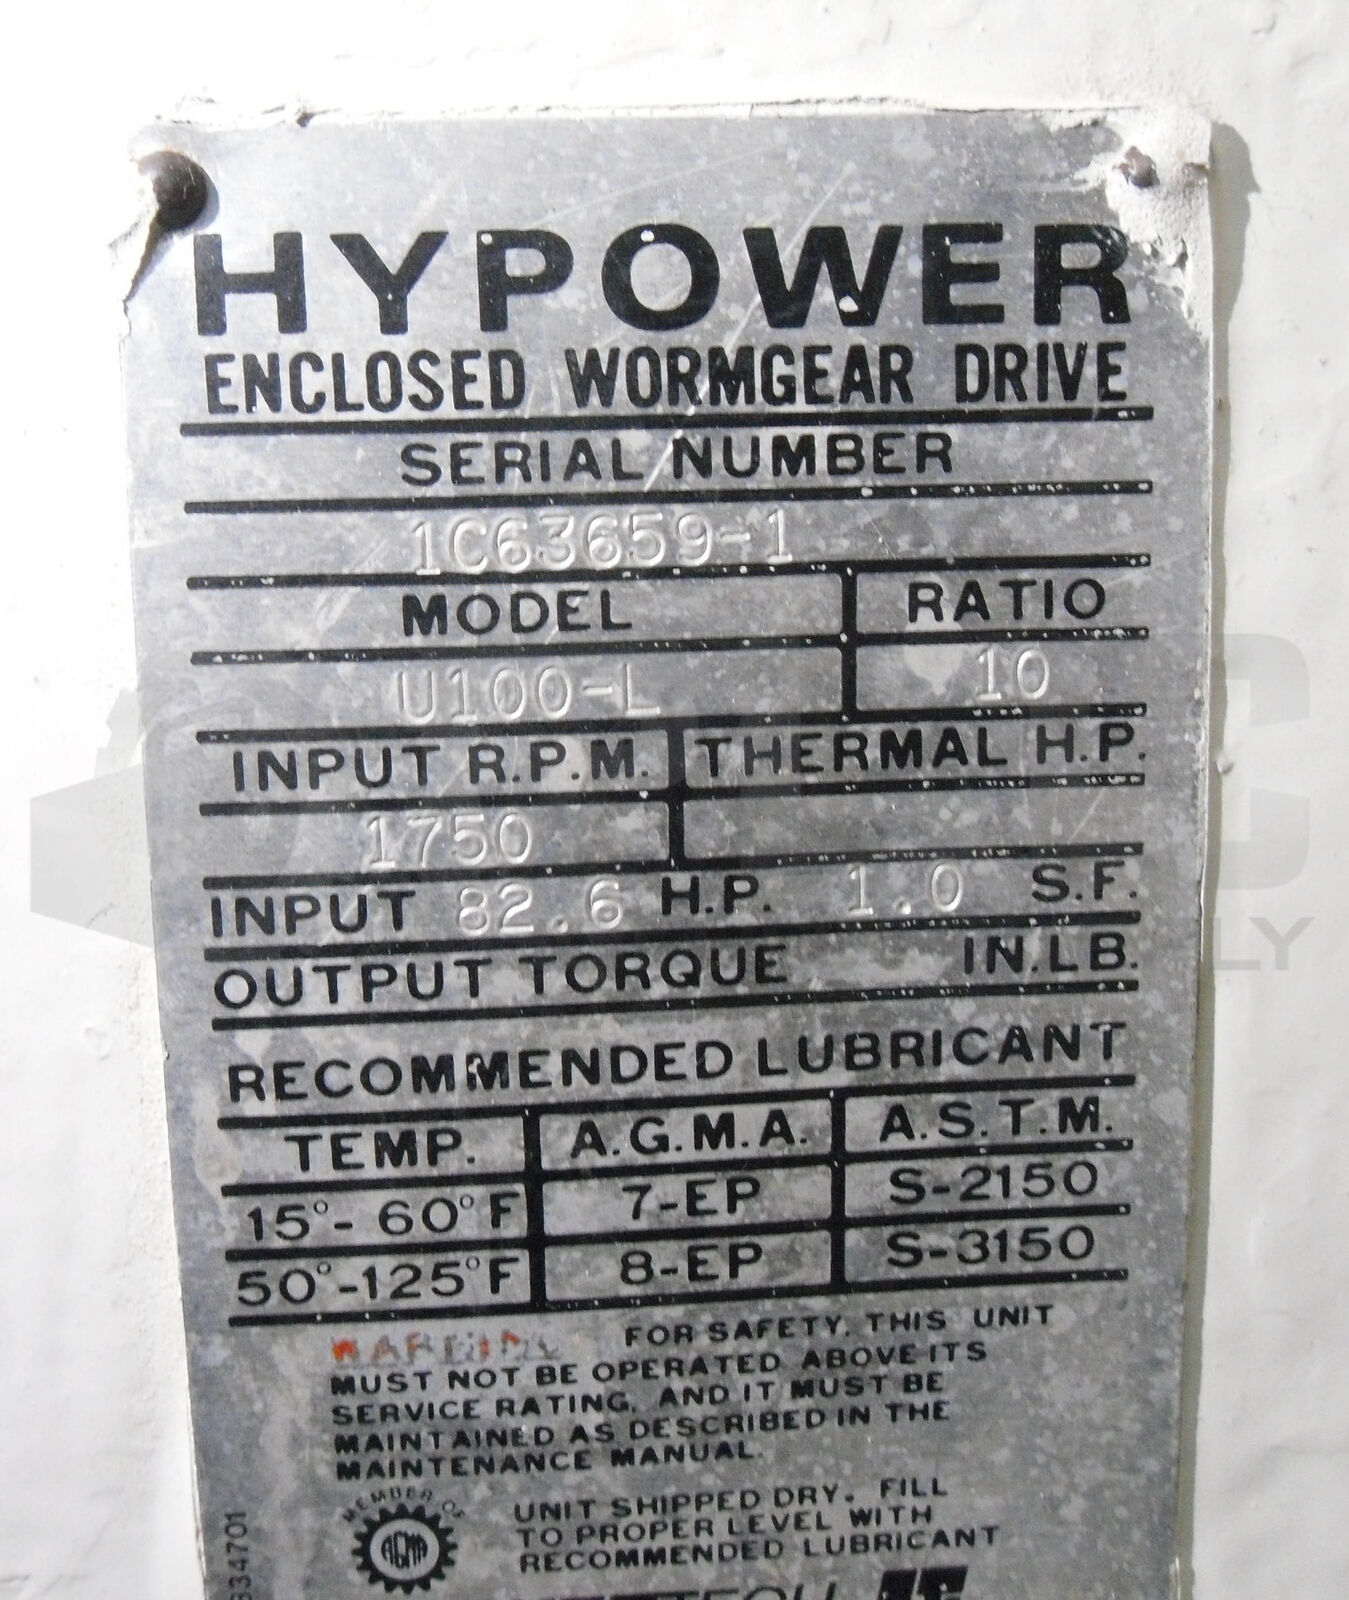 HYPOWER
ENCLOSED WORMGEAR DRIVE
SERIAL NUMBER
1C63659-1
MODEL RATIO
U100-L 10
INPUT R.P.M. THERMAL H.P.
1750
INPUT 82.6 H.P. 1.0 S.F.
OUTPUT TORQUE IN.LB.
RECOMMENDED LUBRICANT
TEMP. A.G.M.A. A.S.T.M.
15°-60°F 7-EP S-2150
50°-125°F 8-EP S-3150
WARNING FOR SAFETY, THIS UNIT
MUST NOT BE OPERATED ABOVE ITS
SERVICE RATING, AND IT MUST BE
MAINTAINED AS DESCRIBED IN THE
MAINTENANCE MANUAL.
MEMBER OF
AGMA
UNIT SHIPPED DRY. FILL
TO PROPER LEVEL WITH
RECOMMENDED LUBRICANT